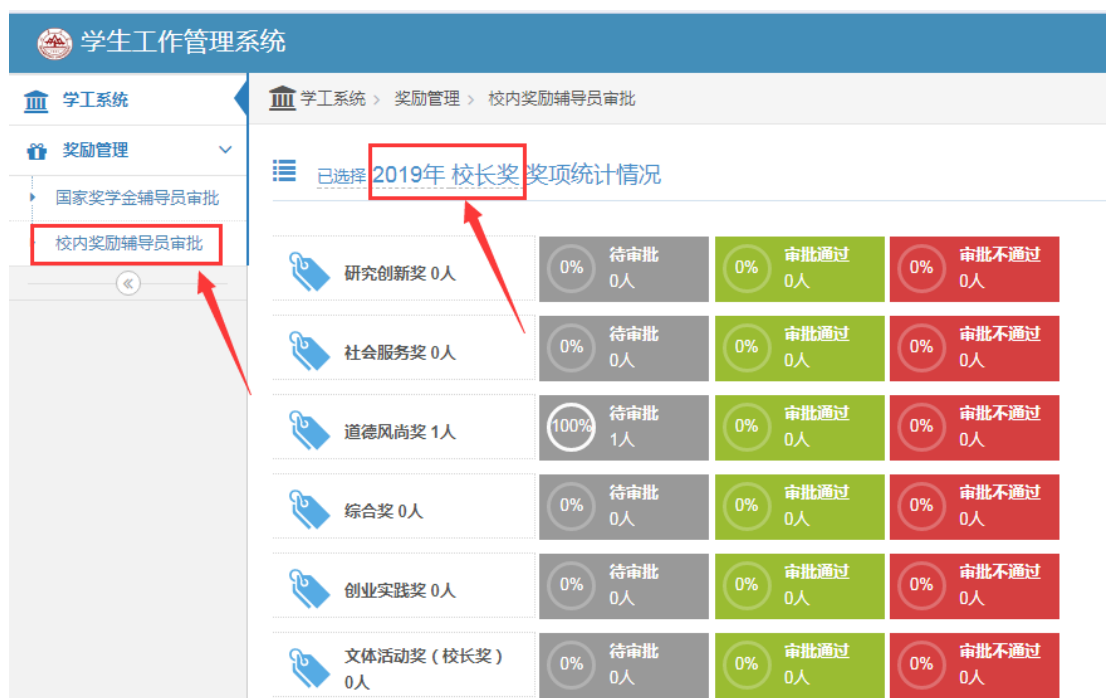 学生工作管理系统
学工系统
学工系统 > 奖励管理 > 校内奖励辅导员审批
奖励管理
国家奖学金辅导员审批
校内奖励辅导员审批
已选择 2019年 校长奖 奖项统计情况
研究创新奖 0人
0% 待审批 0人
0% 审批通过 0人
0% 审批不通过 0人
社会服务奖 0人
0% 待审批 0人
0% 审批通过 0人
0% 审批不通过 0人
道德风尚奖 1人
100% 待审批 1人
0% 审批通过 0人
0% 审批不通过 0人
综合奖 0人
0% 待审批 0人
0% 审批通过 0人
0% 审批不通过 0人
创业实践奖 0人
0% 待审批 0人
0% 审批通过 0人
0% 审批不通过 0人
文体活动奖（校长奖）
0人
0% 待审批 0人
0% 审批通过 0人
0% 审批不通过 0人